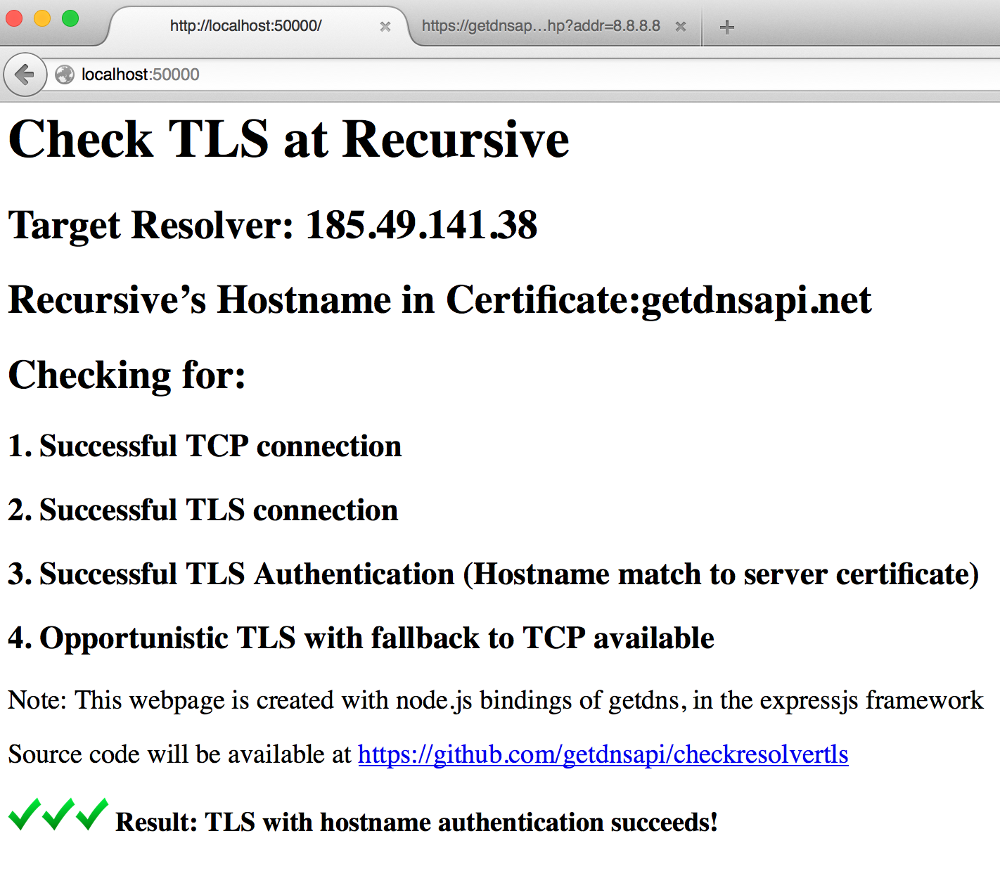 http://localhost:50000/
https://getdnsap...hp?addr=8.8.8.8
localhost:50000
Check TLS at Recursive
Target Resolver: 185.49.141.38
Recursive’s Hostname in Certificate:getdnsapi.net
Checking for:
1. Successful TCP connection
2. Successful TLS connection
3. Successful TLS Authentication (Hostname match to server certificate)
4. Opportunistic TLS with fallback to TCP available
Note: This webpage is created with node.js bindings of getdns, in the expressjs framework
Source code will be available at https://github.com/getdnsapi/checkresolvertls
Result: TLS with hostname authentication succeeds!